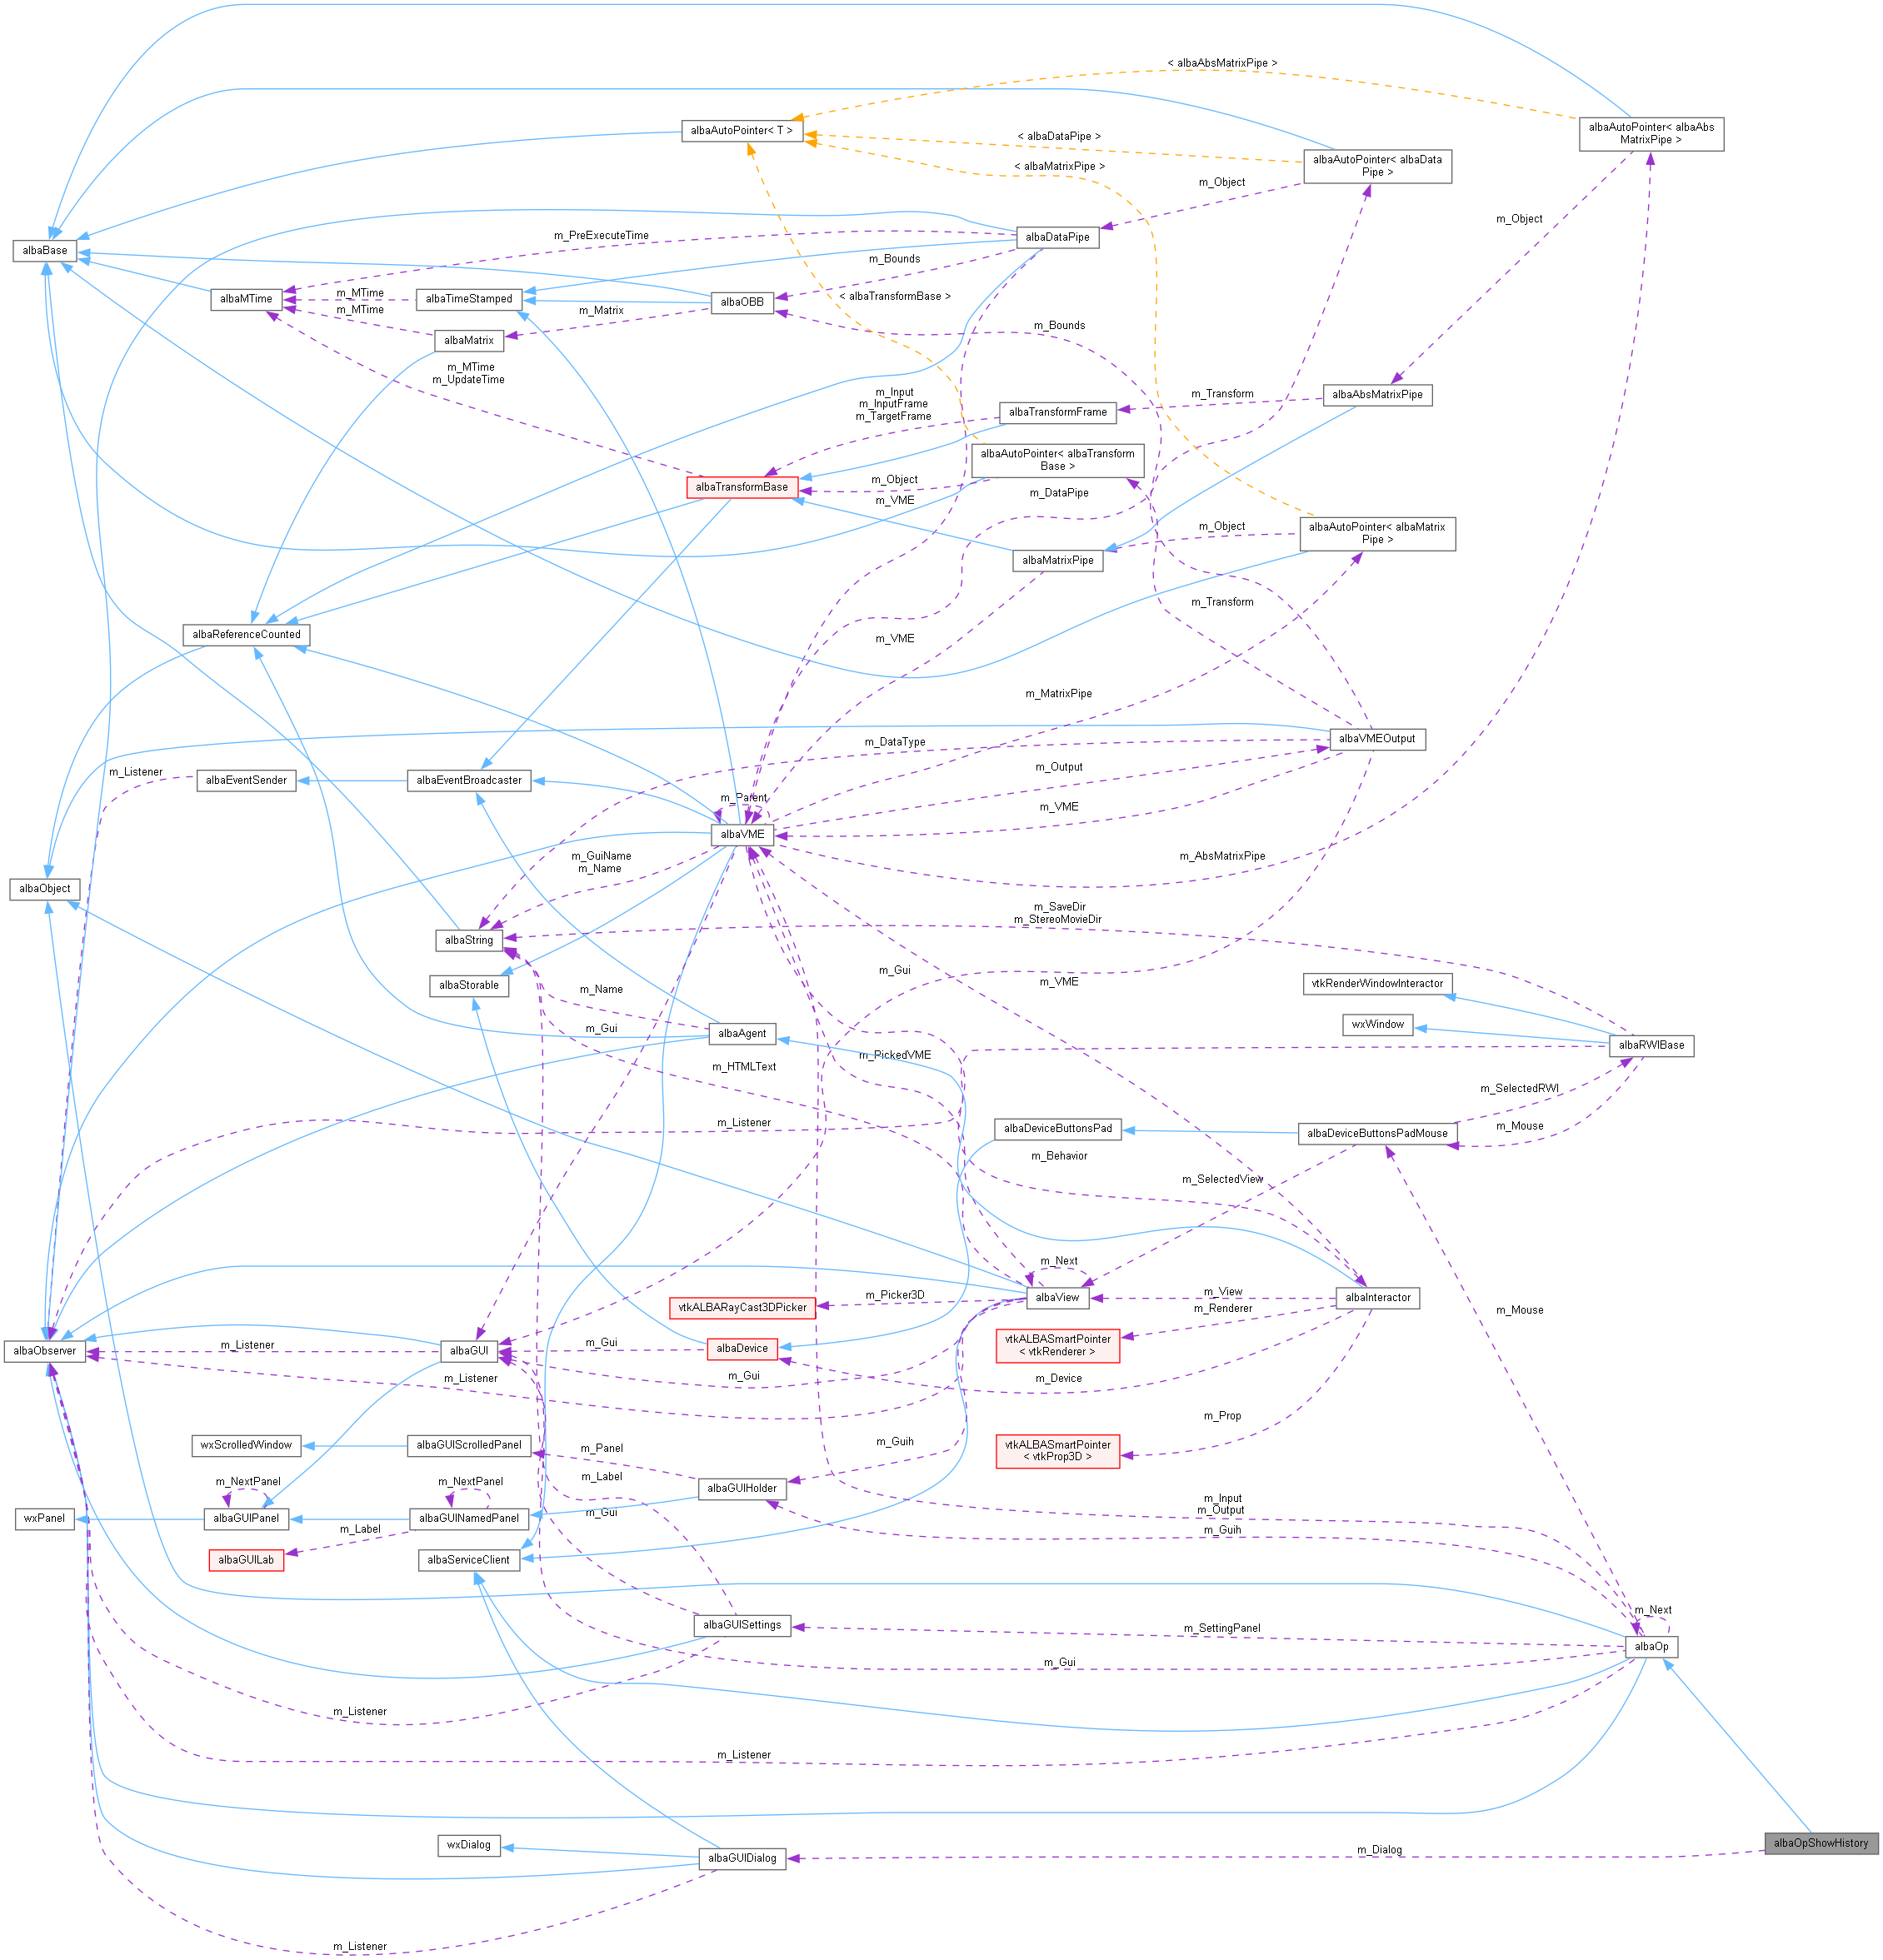 < albaAbsMatrixPipe >
albaAutoPointer< T >
albaAutoPointer< albaAbs
MatrixPipe >
< albaDataPipe >
albaAutoPointer< albaData
Pipe >
< albaMatrixPipe >
m_Object
m_Object
albaBase
m_PreExecuteTime
albaDataPipe
m_Bounds
albaMTime
m_MTime
m_MTime
albaTimeStamped
albaOBB
< albaTransformBase >
m_Matrix
m_Bounds
albaMatrix
m_MTime
m_UpdateTime
m_Input
m_InputFrame
m_TargetFrame
albaTransformFrame
m_Transform
albaAbsMatrixPipe
albaAutoPointer< albaTransform
Base >
albaTransformBase
m_Object
m_VME
m_DataPipe
albaAutoPointer< albaMatrix
Pipe >
m_Object
albaMatrixPipe
m_Transform
albaReferenceCounted
m_VME
m_MatrixPipe
albaVMEOutput
m_DataType
m_Listener
albaEventSender
albaEventBroadcaster
m_Output
m_Parent
m_VME
albaVME
m_GuiName
m_Name
m_AbsMatrixPipe
albaObject
m_SaveDir
m_StereoMovieDir
albaString
albaStorable
m_Gui
m_VME
vtkRenderWindowInteractor
m_Name
wxWindow
m_Gui
albaAgent
albaRWIBase
m_HTMLText
m_PickedVME
m_SelectedRWI
m_Listener
albaDeviceButtonsPad
albaDeviceButtonsPadMouse
m_Mouse
m_Behavior
m_SelectedView
m_Next
vtkALBARayCast3DPicker
m_Picker3D
albaView
m_View
albaInteractor
m_Renderer
m_Mouse
albaObserver
m_Listener
albaGUI
m_Gui
albaDevice
vtkALBASmartPointer
< vtkRenderer >
m_Gui
m_Device
m_Listener
m_Prop
wxScrolledWindow
albaGUIScrolledPanel
m_Panel
m_Guih
vtkALBASmartPointer
< vtkProp3D >
m_NextPanel
m_NextPanel
m_Label
albaGUIHolder
wxPanel
albaGUIPanel
albaGUINamedPanel
m_Gui
m_Input
m_Output
m_Guih
m_Label
albaGUILab
albaServiceClient
m_Next
albaGUISettings
m_SettingPanel
albaOp
m_Gui
m_Listener
m_Listener
wxDialog
albaGUIDialog
m_Dialog
albaOpShowHistory
m_Listener